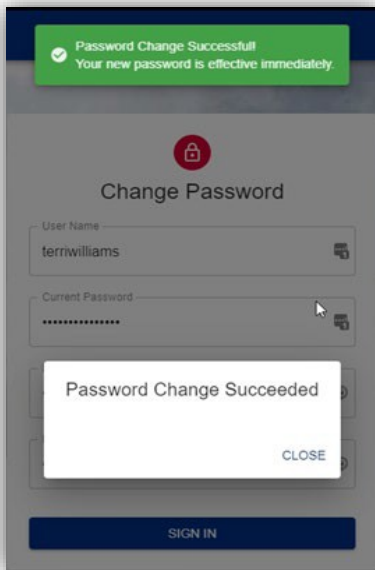 Password Change Successful!
Your new password is effective immediately.
Change Password
User Name
terriwilliams
Current Password
Password Change Succeeded
CLOSE
SIGN IN